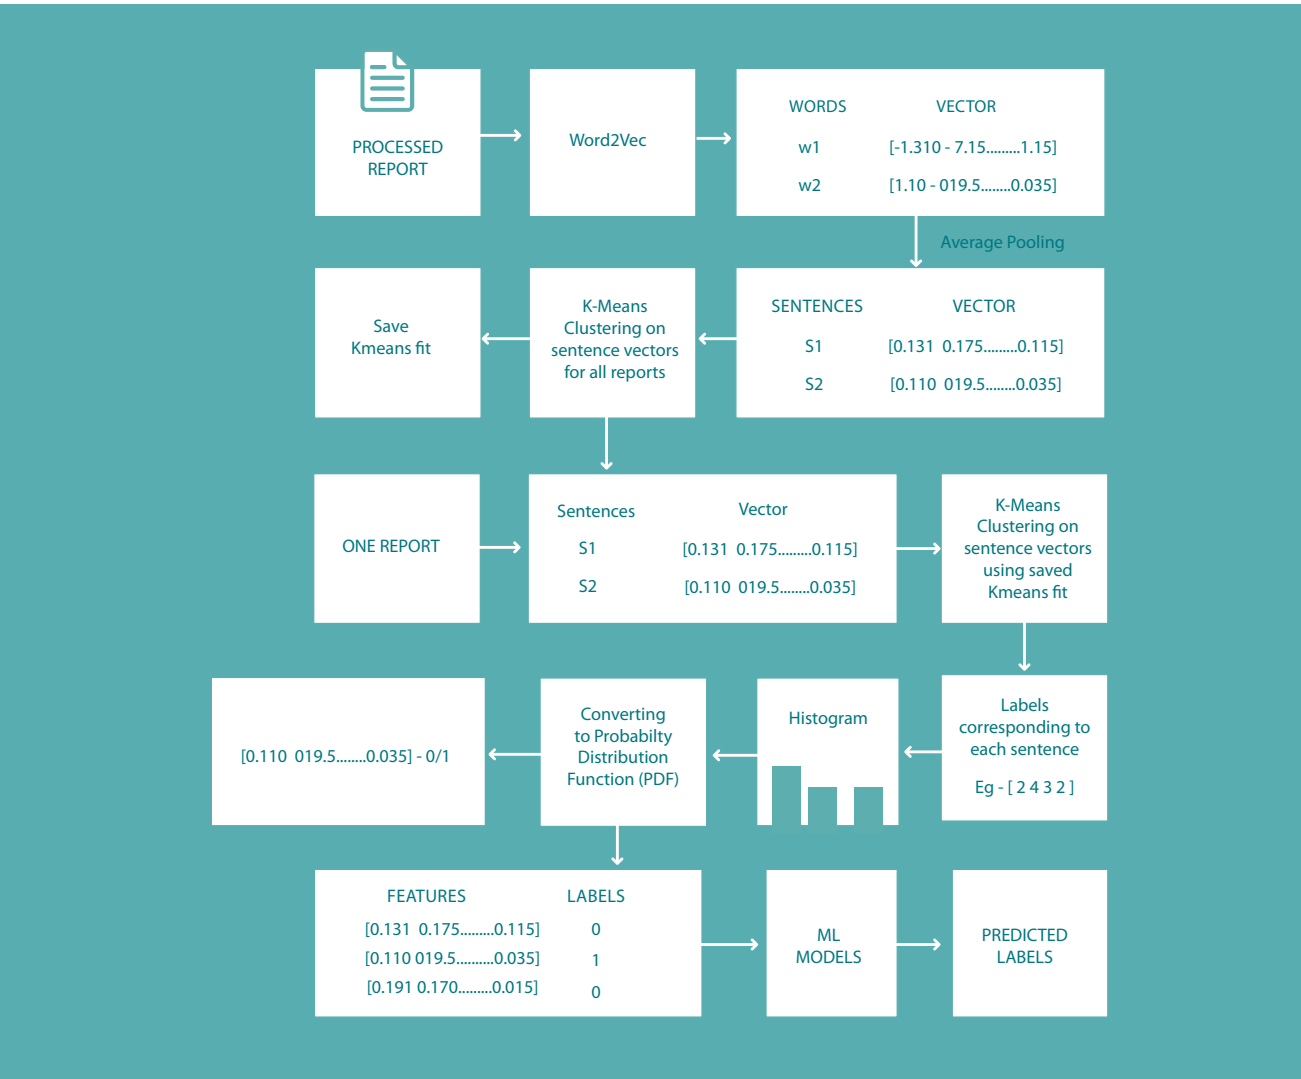 PROCESSED
REPORT
Word2Vec
WORDS VECTOR
w1 [-1.310 - 7.15.........1.15]
w2 [1.10 - 019.5........0.035]
Average Pooling
SENTENCES VECTOR
S1 [0.131 0.175.........0.115]
S2 [0.110 019.5........0.035]
K-Means
Clustering on
sentence vectors
for all reports
Save
Kmeans fit
ONE REPORT
Sentences Vector
S1 [0.131 0.175.........0.115]
S2 [0.110 019.5........0.035]
K-Means
Clustering on
sentence vectors
using saved
Kmeans fit
Labels
corresponding to
each sentence
Eg - [ 2 4 3 2 ]
Histogram
Converting
to Probabilty
Distribution
Function (PDF)
[0.110 019.5........0.035] - 0/1
FEATURES LABELS
[0.131 0.175.........0.115] 0
[0.110 019.5..........0.035] 1
[0.191 0.170.........0.015] 0
ML
MODELS
PREDICTED
LABELS